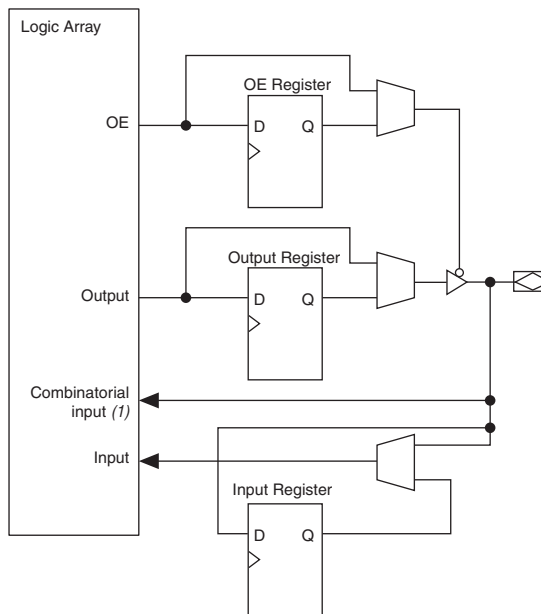 Logic Array
OE Register
OE
D Q
Output Register
Output
D Q
Combinatorial
input (1)
Input
Input Register
D Q